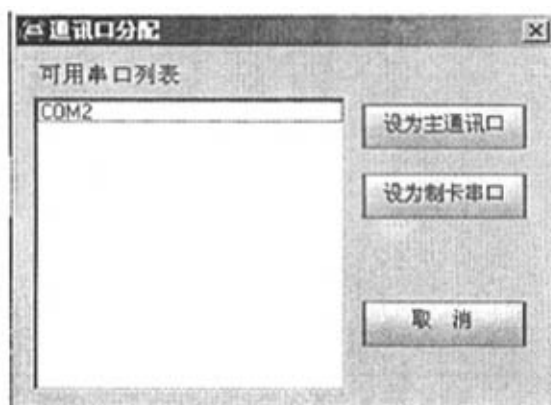 通讯口分配
可用串口列表
COM2
设为主通讯口
设为制卡串口
取 消